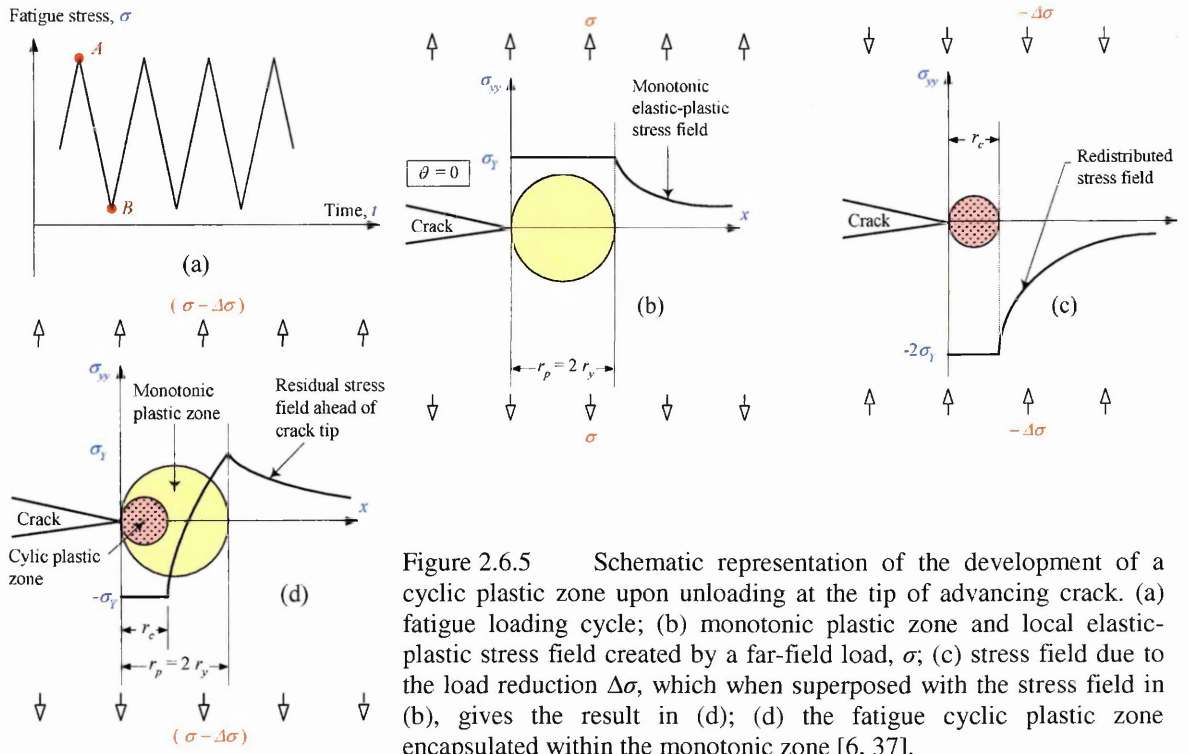 Fatigue stress, σ
A
B
Time, t
(a)
σ
σyy
Monotonic
elastic-plastic
stress field
σY
θ = 0
Crack
x
(b)
rp = 2 ry
σ
-Δσ
σyy
rc
Redistributed
stress field
Crack
(c)
-2σY
-Δσ
(σ - Δσ)
σyy
Monotonic
plastic zone
Residual stress
field ahead of
crack tip
σY
x
Crack
Cylic plastic
zone
-σY
(d)
rc
rp = 2 ry
(σ - Δσ)
Figure 2.6.5 Schematic representation of the development of a
cyclic plastic zone upon unloading at the tip of advancing crack. (a)
fatigue loading cycle; (b) monotonic plastic zone and local elastic-
plastic stress field created by a far-field load, σ; (c) stress field due to
the load reduction Δσ, which when superposed with the stress field in
(b), gives the result in (d); (d) the fatigue cyclic plastic zone
encapsulated within the monotonic zone [6, 37].